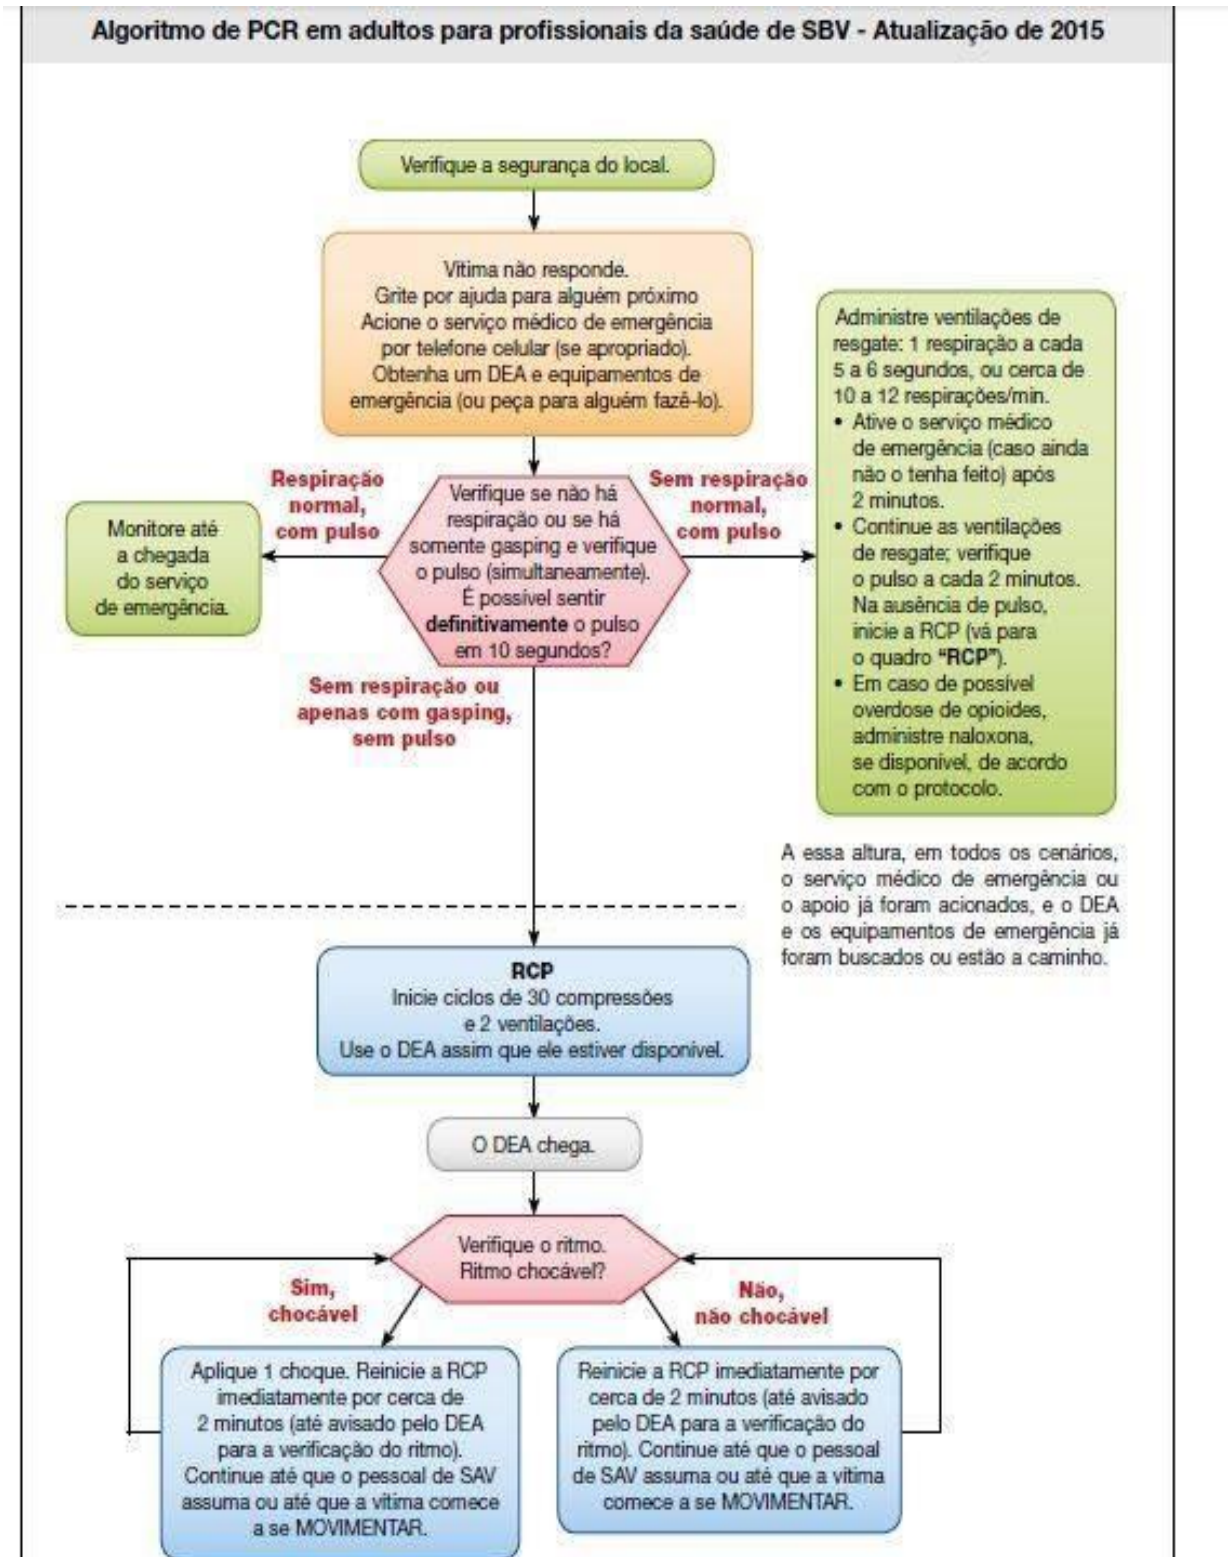 Algoritmo de PCR em adultos para profissionais da saúde de SBV - Atualização de 2015
Verifique a segurança do local.
Vítima não responde.
Grite por ajuda para alguém próximo
Acione o serviço médico de emergência
por telefone celular (se apropriado).
Obtenha um DEA e equipamentos de
emergência (ou peça para alguém fazê-lo).
Respiração
normal,
com pulso
Monitore até
a chegada
do serviço
de emergência.
Verifique se não há
respiração ou se há
somente gasping e verifique
o pulso (simultaneamente).
É possível sentir
definitivamente o pulso
em 10 segundos?
Sem respiração
normal,
com pulso
Administre ventilações de
resgate: 1 respiração a cada
5 a 6 segundos, ou cerca de
10 a 12 respirações/min.
• Ative o serviço médico
de emergência (caso ainda
não o tenha feito) após
2 minutos.
• Continue as ventilações
de resgate; verifique
o pulso a cada 2 minutos.
Na ausência de pulso,
inicie a RCP (vá para
o quadro “RCP”).
• Em caso de possível
overdose de opioides,
administre naloxona,
se disponível, de acordo
com o protocolo.
Sem respiração ou
apenas com gasping,
sem pulso
A essa altura, em todos os cenários,
o serviço médico de emergência ou
o apoio já foram acionados, e o DEA
e os equipamentos de emergência já
foram buscados ou estão a caminho.
RCP
Inicie ciclos de 30 compressões
e 2 ventilações.
Use o DEA assim que ele estiver disponível.
O DEA chega.
Verifique o ritmo.
Ritmo chocável?
Sim,
chocável
Não,
não chocável
Aplique 1 choque. Reinicie a RCP
imediatamente por cerca de
2 minutos (até avisado pelo DEA
para a verificação do ritmo).
Continue até que o pessoal de SAV
assuma ou até que a vítima comece
a se MOVIMENTAR.
Reinicie a RCP imediatamente por
cerca de 2 minutos (até avisado
pelo DEA para a verificação do
ritmo). Continue até que o pessoal
de SAV assuma ou até que a vítima
comece a se MOVIMENTAR.